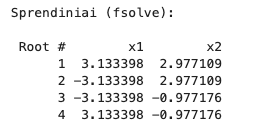 Sprendiniai (fsolve):
Root # x1 x2
1 3.133398 2.977109
2 -3.133398 2.977109
3 -3.133398 -0.977176
4 3.133398 -0.977176